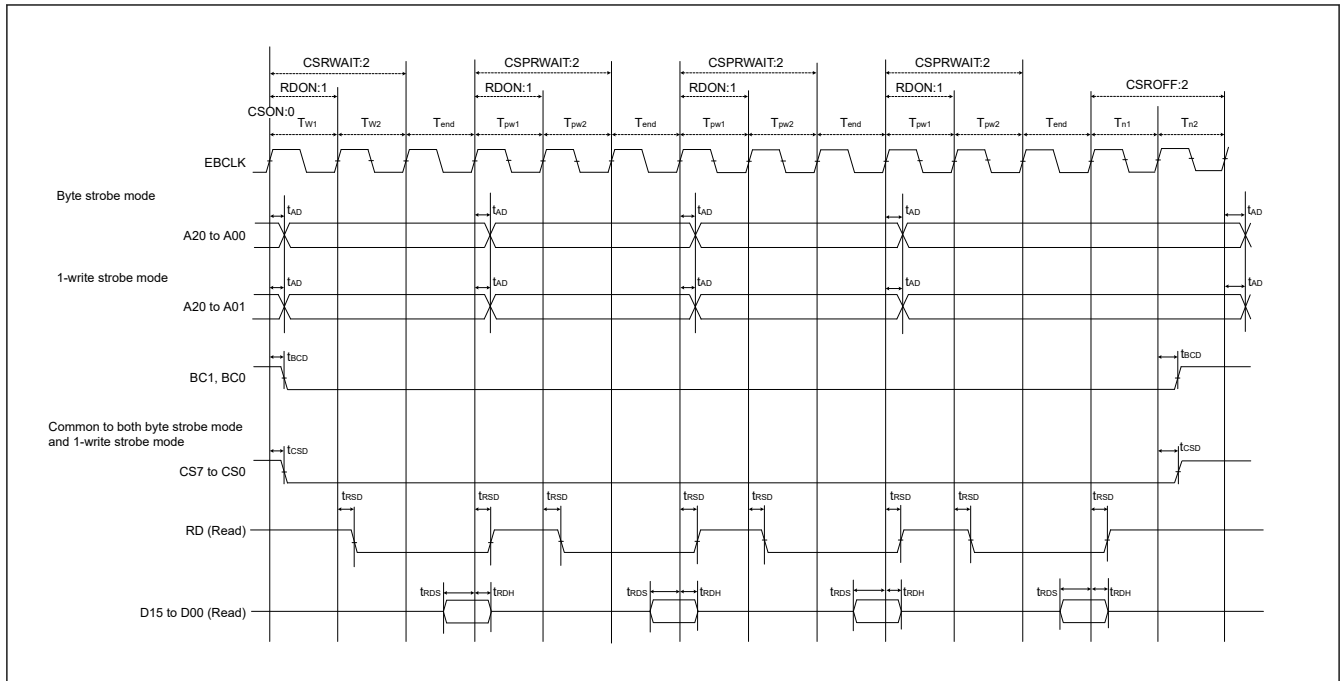 CSRWAIT:2 CSPRWAIT:2 CSPRWAIT:2 CSPRWAIT:2
CSROFF:2
RDON:1 RDON:1 RDON:1 RDON:1
CSON:0
TW1 TW2 Tend Tpw1 Tpw2 Tend Tpw1 Tpw2 Tend Tpw1 Tpw2 Tend Tn1 Tn2
EBCLK
Byte strobe mode
tAD tAD tAD tAD tAD
A20 to A00
1-write strobe mode
tAD tAD tAD tAD tAD
A20 to A01
tBCD tBCD
BC1, BC0
Common to both byte strobe mode
and 1-write strobe mode
tCSD tCSD
CS7 to CS0
tRSD tRSD tRSD tRSD tRSD tRSD tRSD tRSD
RD (Read)
tRDS tRDH tRDS tRDH tRDS tRDH tRDS tRDH
D15 to D00 (Read)